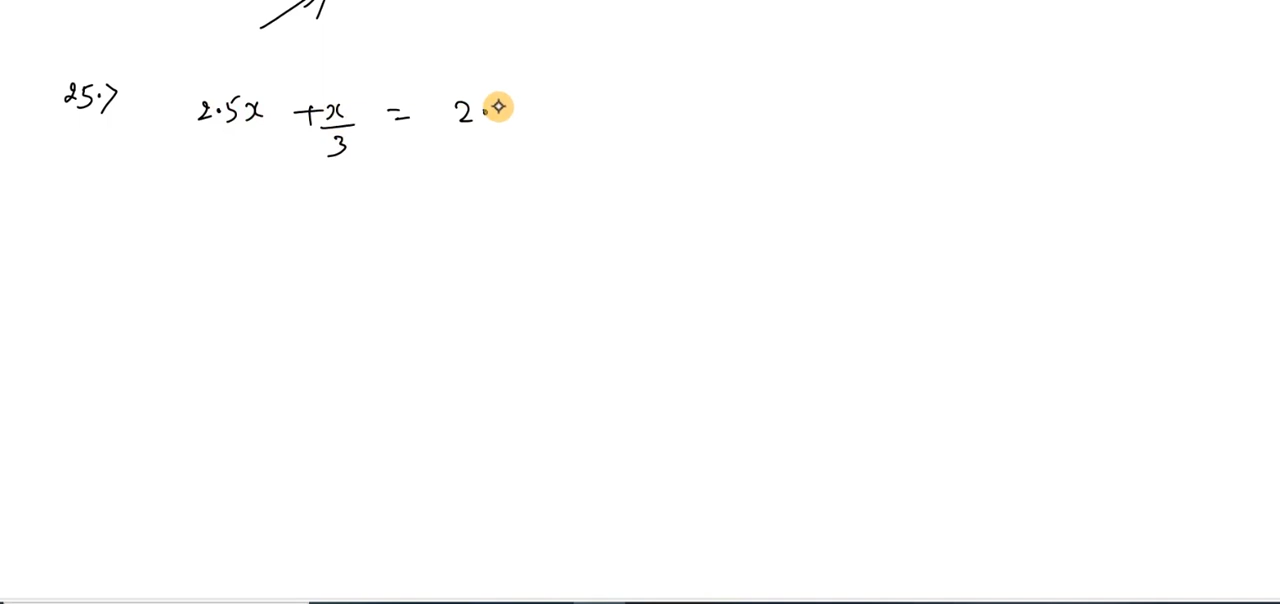 25.) 2.5x + x/3 = 2.